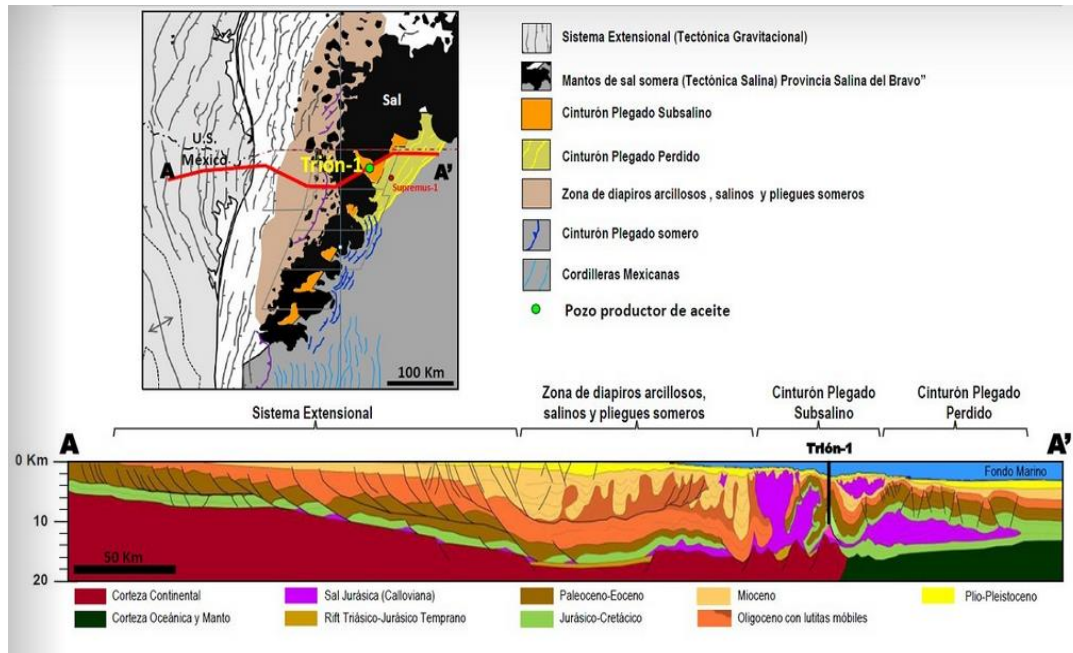 Sistema Extensional (Tectónica Gravitacional)
Mantos de sal somera (Tectónica Salina) Provincia Salina del Bravo”
Cinturón Plegado Subsalino
Cinturón Plegado Perdido
Zona de diapiros arcillosos , salinos y pliegues someros
Cinturón Plegado somero
Cordilleras Mexicanas
Pozo productor de aceite
Sal
U.S.
México
A
Trión-1
A'
Supremus-1
100 Km
Sistema Extensional
Zona de diapiros arcillosos,
salinos y pliegues someros
Cinturón Plegado
Subsalino
Cinturón Plegado
Perdido
A
Trión-1
A’
0 Km
Fondo Marino
10
50 Km
20
Corteza Continental
Sal Jurásica (Calloviana)
Paleoceno-Eoceno
Mioceno
Plio-Pleistoceno
Corteza Oceánica y Manto
Rift Triásico-Jurásico Temprano
Jurásico-Cretácico
Oligoceno con lutitas móbiles